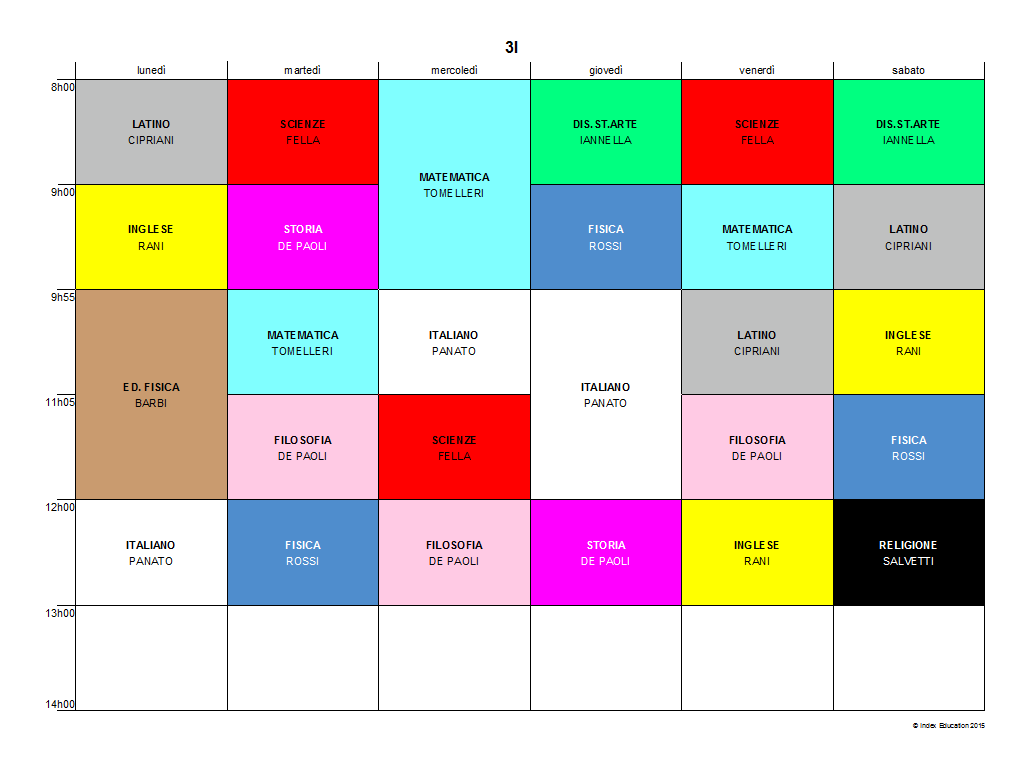 3I
lunedì martedì mercoledì giovedì venerdì sabato
8h00
LATINO
CIPRIANI
SCIENZE
FELLA
MATEMATICA
TOMELLERI
DIS.ST.ARTE
IANNELLA
SCIENZE
FELLA
DIS.ST.ARTE
IANNELLA
9h00
INGLESE
RANI
STORIA
DE PAOLI
FISICA
ROSSI
MATEMATICA
TOMELLERI
LATINO
CIPRIANI
9h55
ED. FISICA
BARBI
MATEMATICA
TOMELLERI
ITALIANO
PANATO
ITALIANO
PANATO
LATINO
CIPRIANI
INGLESE
RANI
11h05
FILOSOFIA
DE PAOLI
SCIENZE
FELLA
FILOSOFIA
DE PAOLI
FISICA
ROSSI
12h00
ITALIANO
PANATO
FISICA
ROSSI
FILOSOFIA
DE PAOLI
STORIA
DE PAOLI
INGLESE
RANI
RELIGIONE
SALVETTI
13h00
14h00
© Index Education 2015